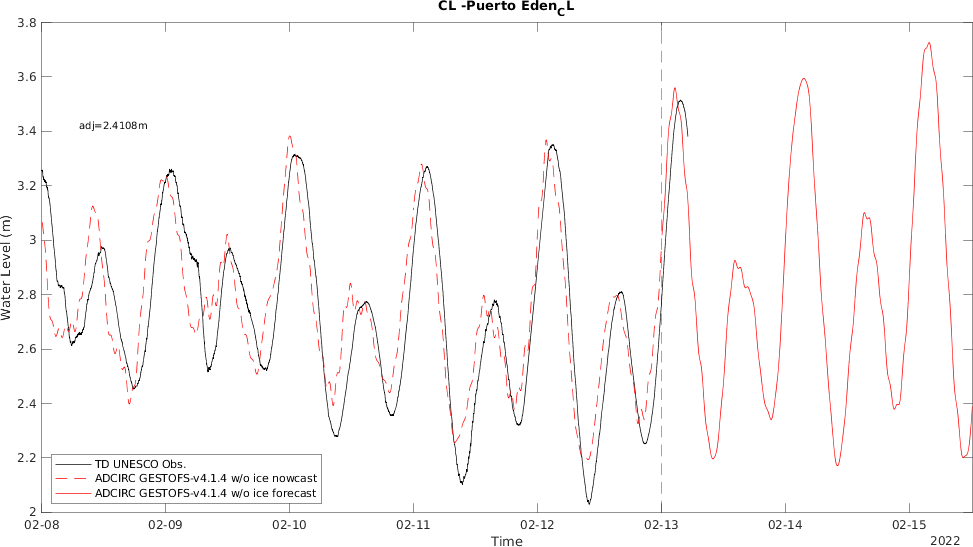 CL -Puerto Eden_CL
3.8
3.6
3.4
3.2
3
2.8
2.6
2.4
2.2
2
Water Level (m)
adj=2.4108m
TD UNESCO Obs.
ADCIRC GESTOFS-v4.1.4 w/o ice nowcast
ADCIRC GESTOFS-v4.1.4 w/o ice forecast
02-08 02-09 02-10 02-11 02-12 02-13 02-14 02-15
Time
2022